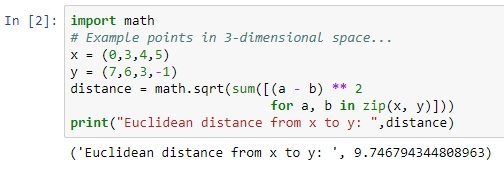 In [2]: import math
# Example points in 3-dimensional space...
x = (0,3,4,5)
y = (7,6,3,-1)
distance = math.sqrt(sum([(a - b) ** 2
for a, b in zip(x, y)]))
print("Euclidean distance from x to y: ",distance)
('Euclidean distance from x to y: ', 9.746794344808963)